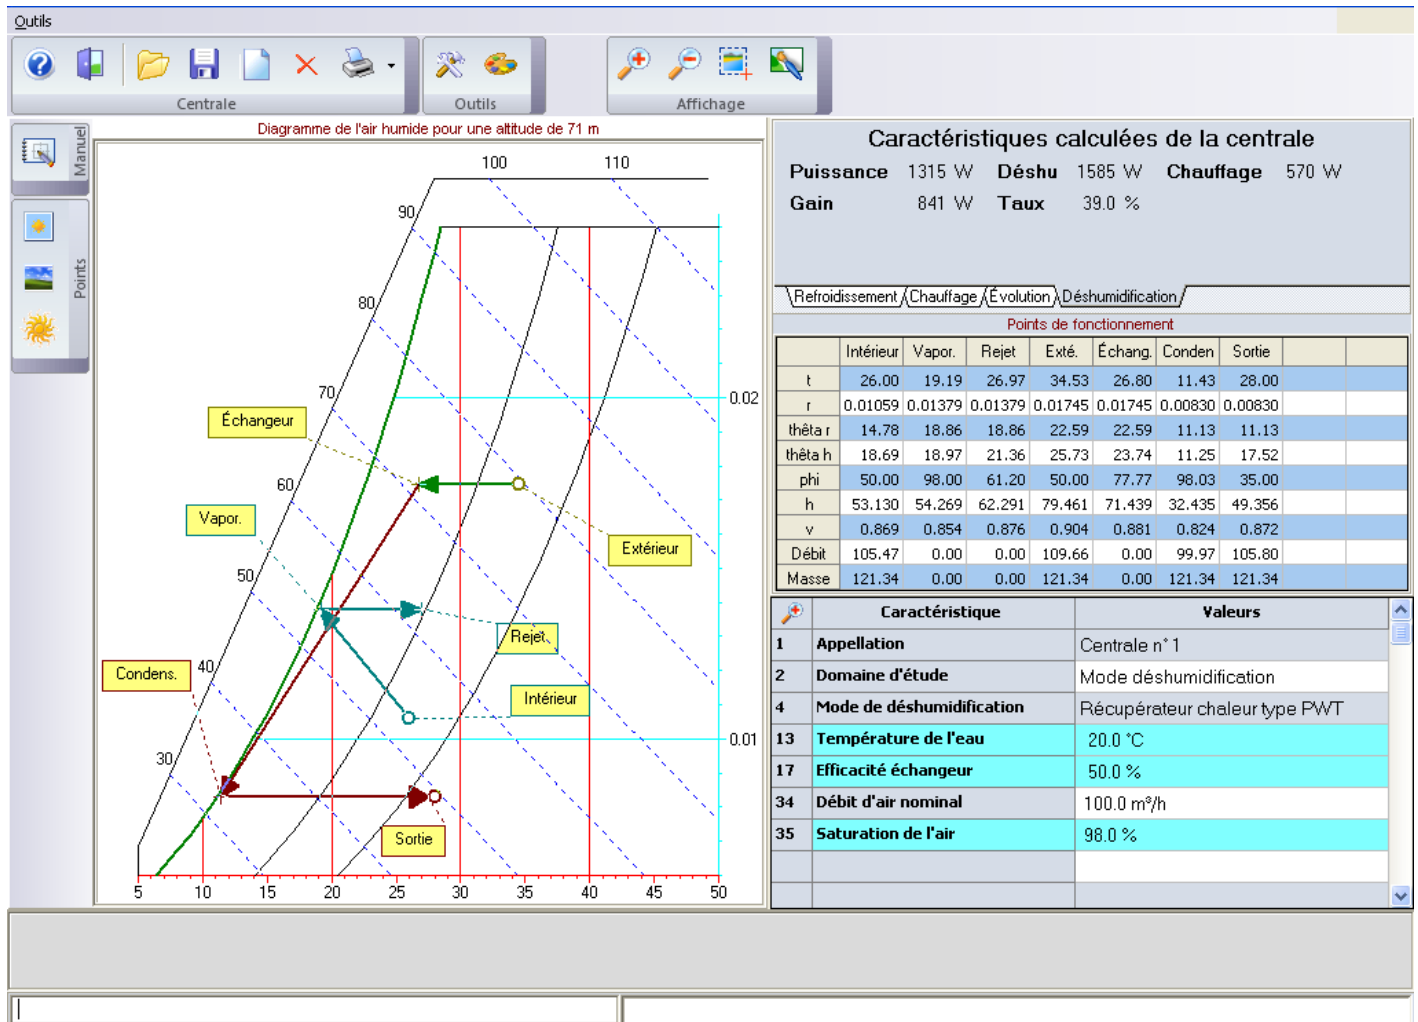 Outils
Centrale
Outils
Affichage
Manuel
Points
Diagramme de l'air humide pour une altitude de 71 m
100 110
90
80
70
60
50
40
30
0.02
0.01
Échangeur
Vapor.
Extérieur
Rejet
Condens.
Intérieur
Sortie
5 10 15 20 25 30 35 40 45 50
Caractéristiques calculées de la centrale
Puissance 1315 W Déshu 1585 W Chauffage 570 W
Gain 841 W Taux 39.0 %
Refroidissement Chauffage Évolution Déshumidification
Points de fonctionnement
Intérieur Vapor. Rejet Exté. Échang. Conden Sortie
t 26.00 19.19 26.97 34.53 26.80 11.43 28.00
r 0.01059 0.01379 0.01379 0.01745 0.01745 0.00830 0.00830
thêta r 14.78 18.86 18.86 22.59 22.59 11.13 11.13
thêta h 18.69 18.97 21.36 25.73 23.74 11.25 17.52
phi 50.00 98.00 61.20 50.00 77.77 98.03 35.00
h 53.130 54.269 62.291 79.461 71.439 32.435 49.356
v 0.869 0.854 0.876 0.904 0.881 0.824 0.872
Débit 105.47 0.00 0.00 109.66 0.00 99.97 105.80
Masse 121.34 0.00 0.00 121.34 0.00 121.34 121.34
Caractéristique Valeurs
1 Appellation Centrale n° 1
2 Domaine d'étude Mode déshumidification
4 Mode de déshumidification Récupérateur chaleur type PWT
13 Température de l'eau 20.0 °C
17 Efficacité échangeur 50.0 %
34 Débit d'air nominal 100.0 m³/h
35 Saturation de l'air 98.0 %